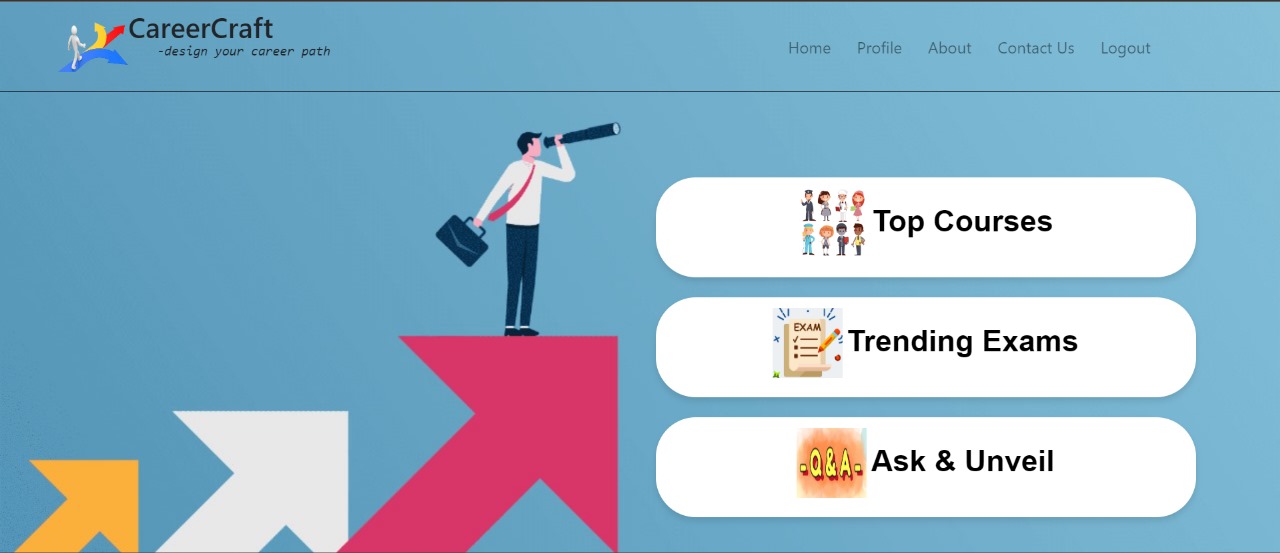 CareerCraft
-design your career path
Home Profile About Contact Us Logout
Top Courses
EXAM
Trending Exams
-Q&A-
Ask & Unveil